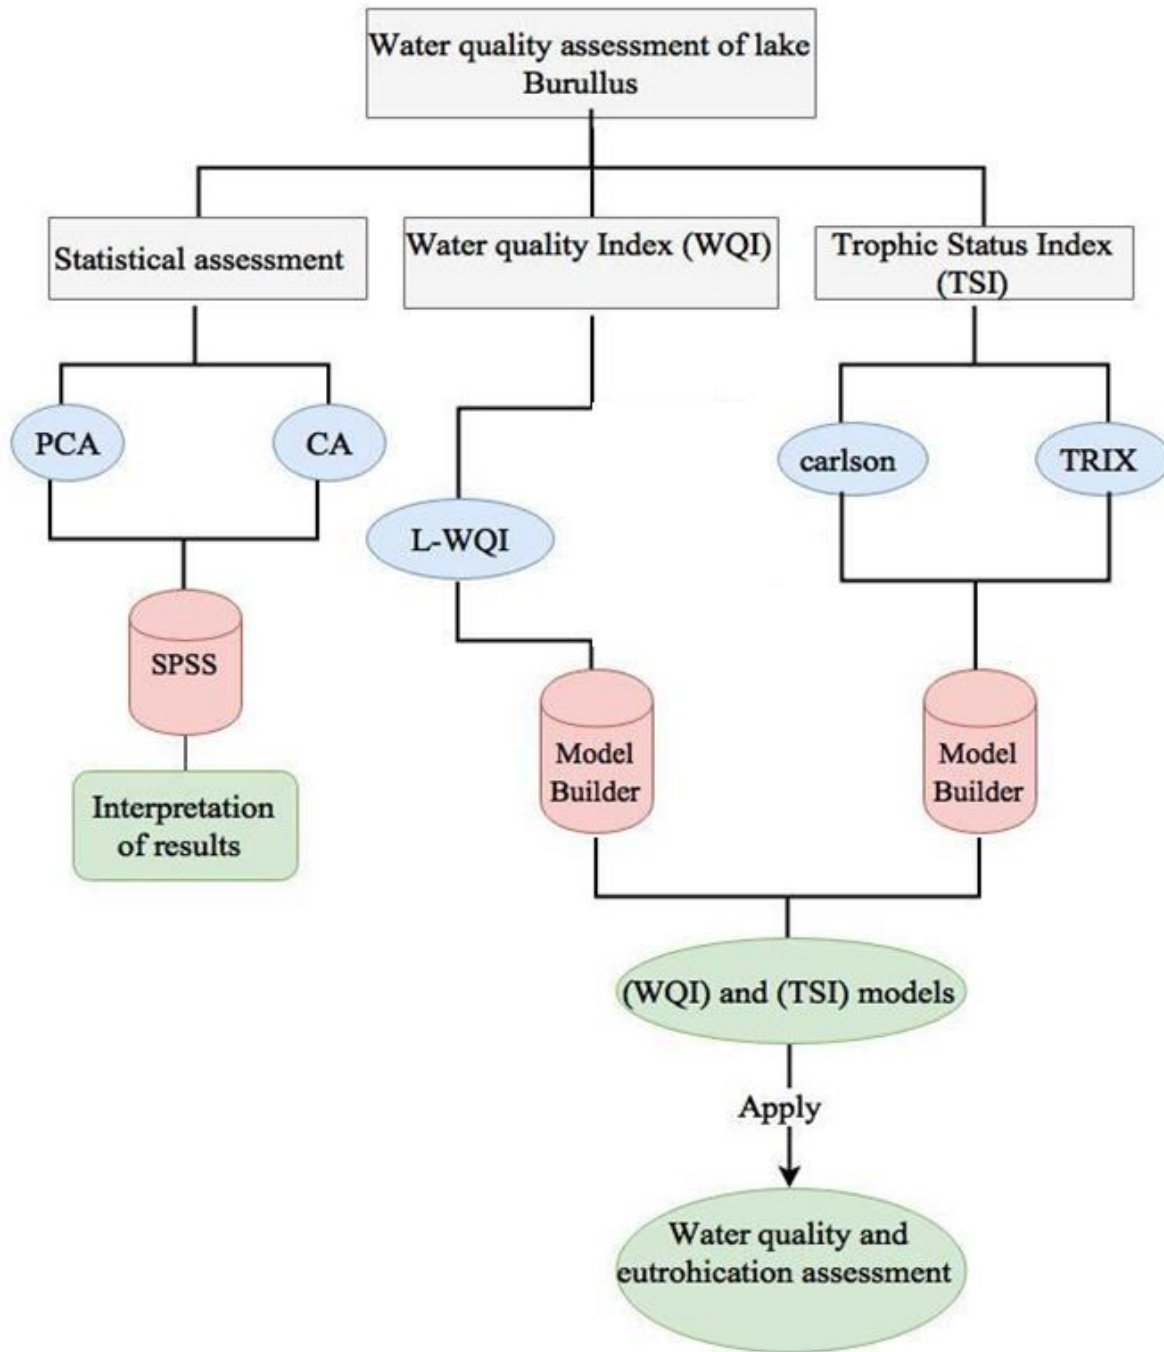 Water quality assessment of lake
Burullus
Statistical assessment
Water quality Index (WQI)
Trophic Status Index
(TSI)
PCA
CA
carlson
TRIX
L-WQI
SPSS
Model
Builder
Model
Builder
Interpretation
of results
(WQI) and (TSI) models
Apply
Water quality and
eutrohication assessment